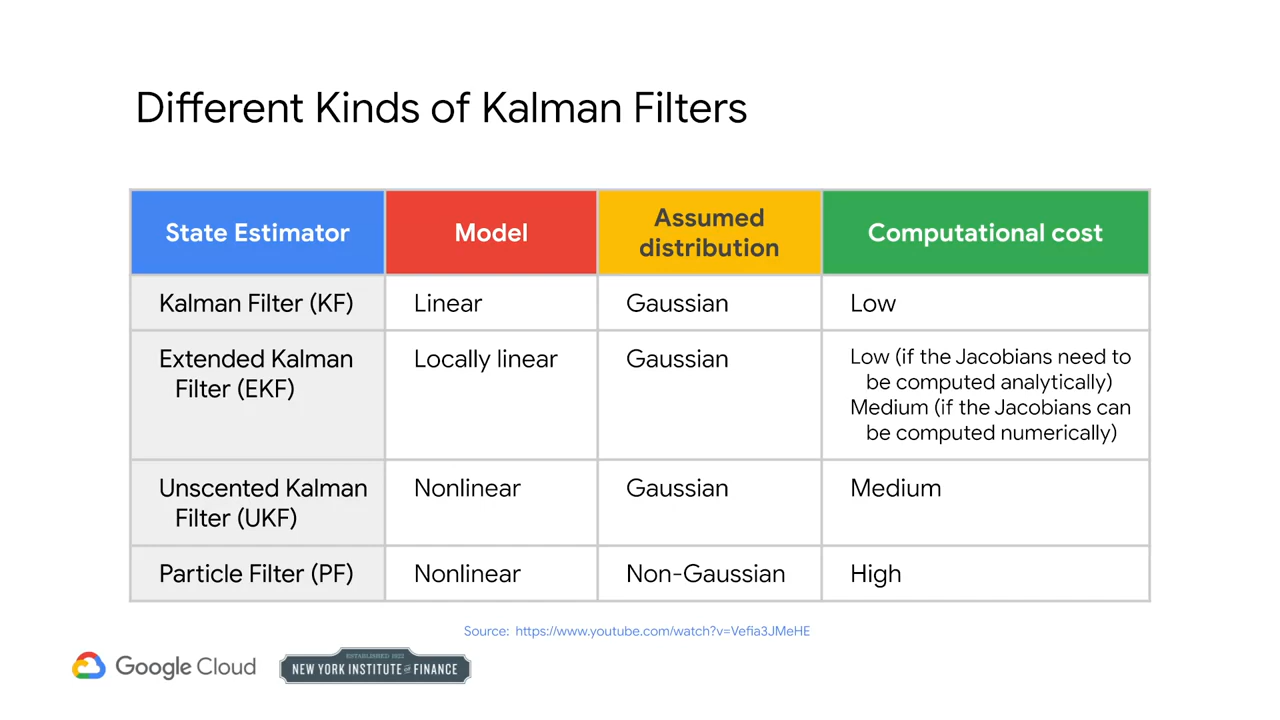 Different Kinds of Kalman Filters
State Estimator
Model
Assumed
distribution
Computational cost
Kalman Filter (KF)
Linear
Gaussian
Low
Extended Kalman
Filter (EKF)
Locally linear
Gaussian
Low (if the Jacobians need to
be computed analytically)
Medium (if the Jacobians can
be computed numerically)
Unscented Kalman
Filter (UKF)
Nonlinear
Gaussian
Medium
Particle Filter (PF)
Nonlinear
Non-Gaussian
High
Source: https://www.youtube.com/watch?v=Vefia3JMeHE
Google Cloud
ESTABLISHED 1922
NEW YORK INSTITUTE OF FINANCE